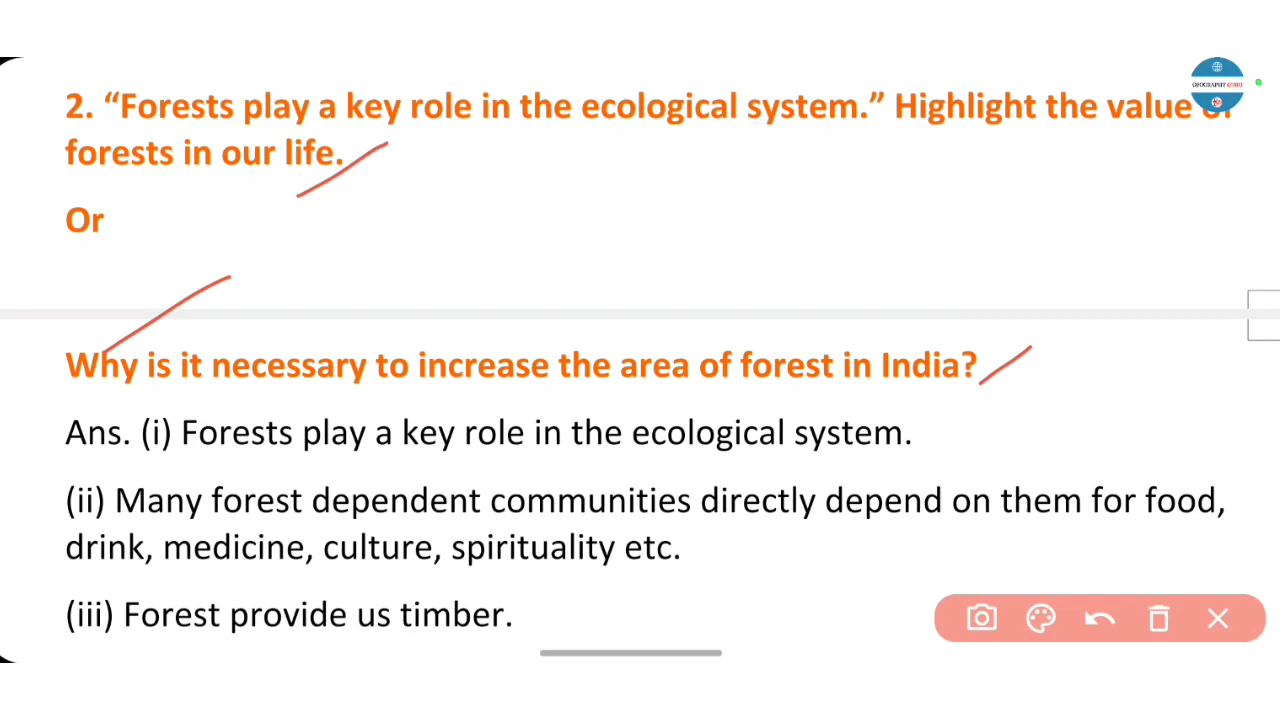 2. “Forests play a key role in the ecological system.” Highlight the value of
forests in our life.
Or
Why is it necessary to increase the area of forest in India?
Ans. (i) Forests play a key role in the ecological system.
(ii) Many forest dependent communities directly depend on them for food,
drink, medicine, culture, spirituality etc.
(iii) Forest provide us timber.
GEOGRAPHY